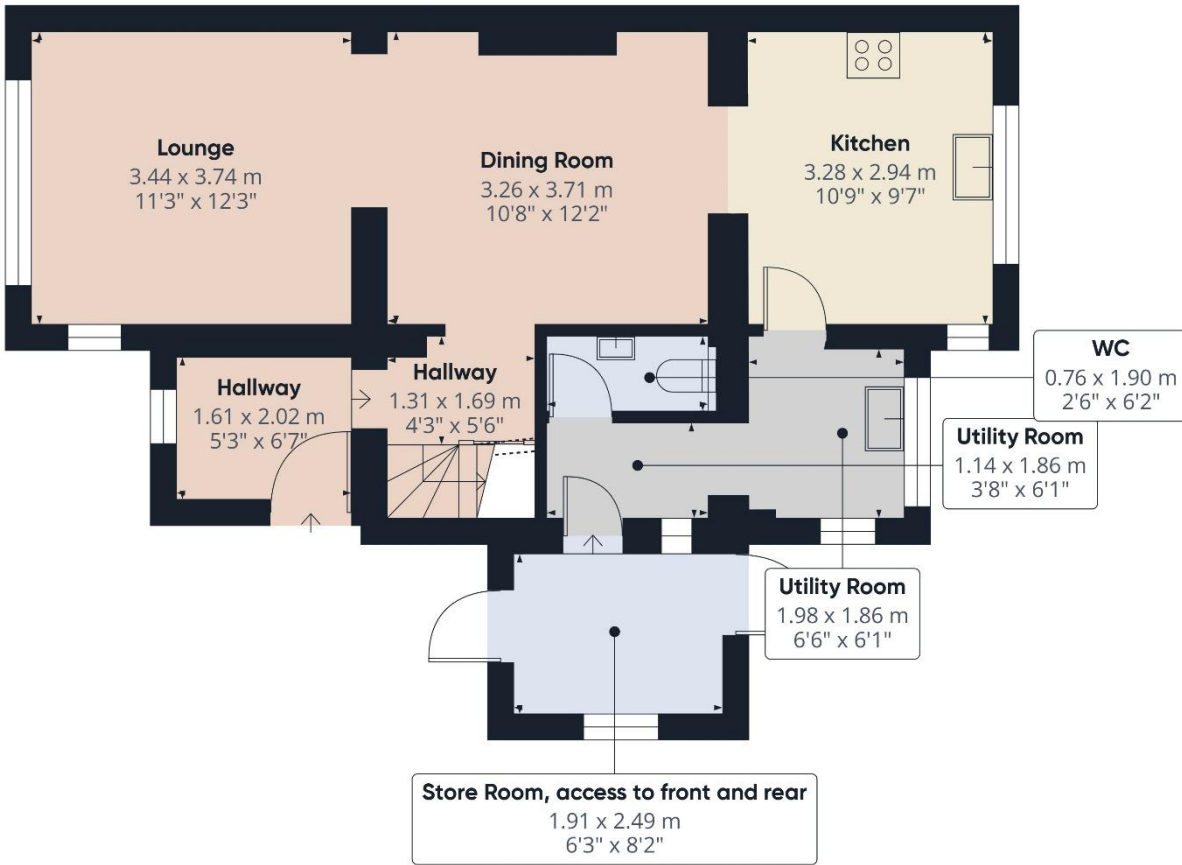 Lounge
3.44 x 3.74 m
11'3" x 12'3"
Dining Room
3.26 x 3.71 m
10'8" x 12'2"
Kitchen
3.28 x 2.94 m
10'9" x 9'7"
Hallway
1.61 x 2.02 m
5'3" x 6'7"
Hallway
1.31 x 1.69 m
4'3" x 5'6"
WC
0.76 x 1.90 m
2'6" x 6'2"
Utility Room
1.14 x 1.86 m
3'8" x 6'1"
Utility Room
1.98 x 1.86 m
6'6" x 6'1"
Store Room, access to front and rear
1.91 x 2.49 m
6'3" x 8'2"